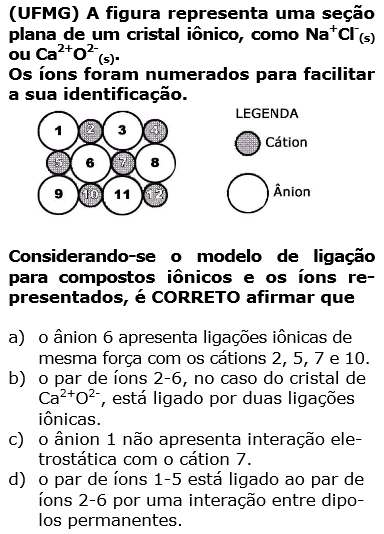 (UFMG) A figura representa uma seção
plana de um cristal iônico, como Na⁺Cl⁻₍ₛ₎
ou Ca²⁺O²⁻₍ₛ₎.
Os íons foram numerados para facilitar
a sua identificação.
LEGENDA
1 2 3 4
Cátion
5 6 7 8
9 10 11 12
Ânion
Considerando-se o modelo de ligação
para compostos iônicos e os íons re-
presentados, é CORRETO afirmar que
a) o ânion 6 apresenta ligações iônicas de
mesma força com os cátions 2, 5, 7 e 10.
b) o par de íons 2-6, no caso do cristal de
Ca²⁺O²⁻, está ligado por duas ligações
iônicas.
c) o ânion 1 não apresenta interação ele-
trostática com o cátion 7.
d) o par de íons 1-5 está ligado ao par de
íons 2-6 por uma interação entre dipo-
los permanentes.